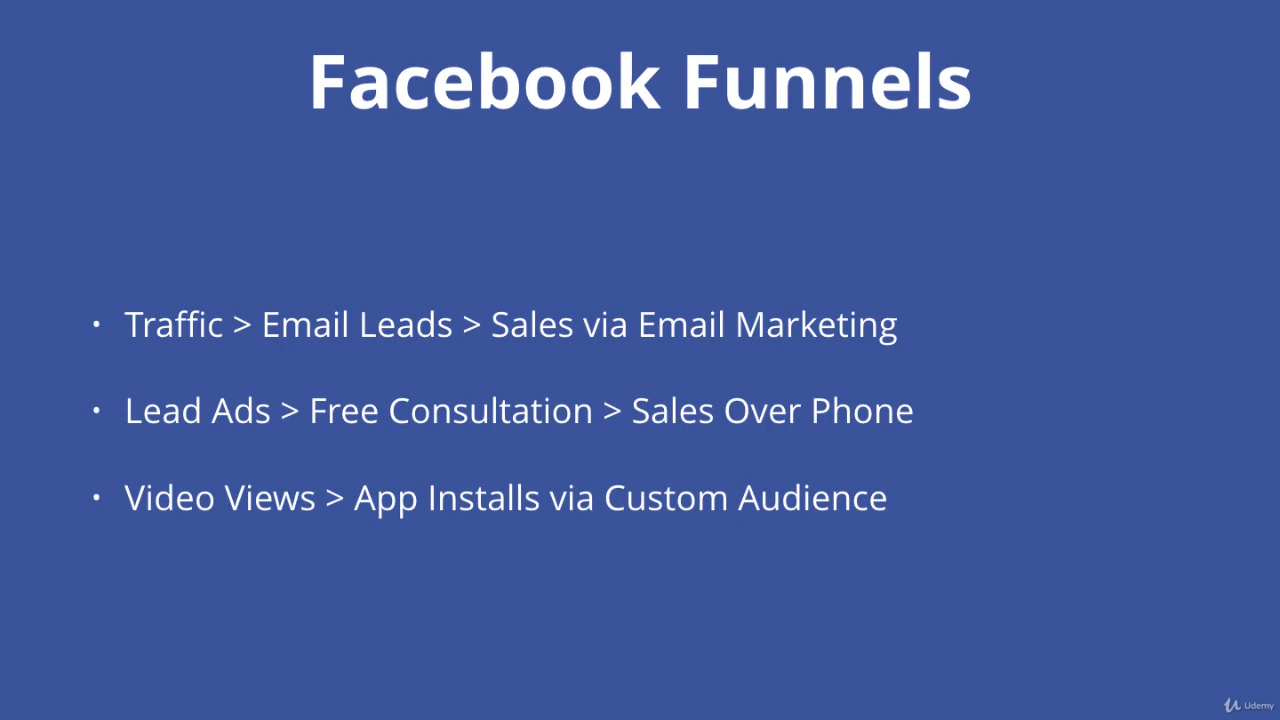 Facebook Funnels
• Traffic > Email Leads > Sales via Email Marketing
• Lead Ads > Free Consultation > Sales Over Phone
• Video Views > App Installs via Custom Audience
Udemy